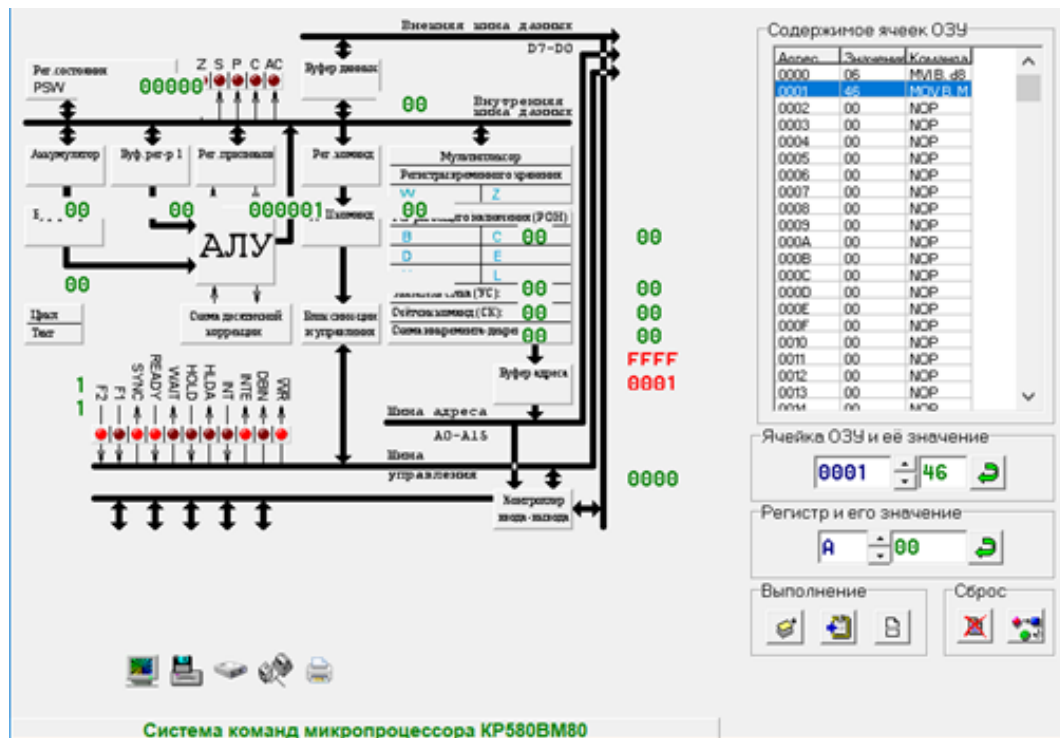 Внешняя шина данных
D7-D0
Z S P C AC
Рег.состояния
PSW
00000
Буфер данных
00
Внутренняя
шина данных
Аккумулятор
Буф.рег-р 1
Рег.признаков
Рег.команд
Мультиплексор
Регистры временного хранения
W Z
00
00
000001
00
АЛУ
B C 00 00
D E
L
00
00 00
Счётчик команд (СК): 00 00
00 00
FFFF
0001
Цикл
Такт
Схема десятичной
коррекции
Блок синх-ции
и управления
Буфер адреса
1
1
F2 F1 SYNC READY WAIT HOLD HLDA INT INTE DBIN WR
Шина адреса
A0-A15
Шина
управления
0000
Контроллер
ввода-вывода
Содержимое ячеек ОЗУ
Адрес Значение Команда
0000 06 MVI B, d8
0001 46 MOV B, M
0002 00 NOP
0003 00 NOP
0004 00 NOP
0005 00 NOP
0006 00 NOP
0007 00 NOP
0008 00 NOP
0009 00 NOP
000A 00 NOP
000B 00 NOP
000C 00 NOP
000D 00 NOP
000E 00 NOP
000F 00 NOP
0010 00 NOP
0011 00 NOP
0012 00 NOP
0013 00 NOP
0014 00 NOP
Ячейка ОЗУ и её значение
0001 46
Регистр и его значение
A 00
Выполнение
Сброс
Система команд микропроцессора КР580ВМ80